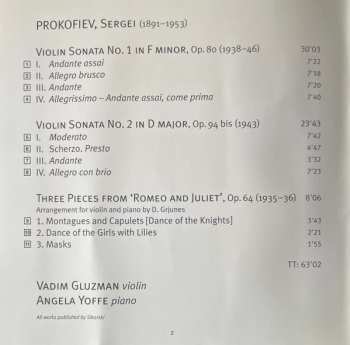 PROKOFIEV, SERGEI (1891–1953)
VIOLIN SONATA NO. 1 IN F MINOR, Op. 80 (1938–46) 30'03
1 I. Andante assai 7'22
2 II. Allegro brusco 7'18
3 III. Andante 7'20
4 IV. Allegrissimo – Andante assai, come prima 7'40
VIOLIN SONATA NO. 2 IN D MAJOR, Op. 94 bis (1943) 23'43
5 I. Moderato 7'42
6 II. Scherzo. Presto 4'47
7 III. Andante 3'32
8 IV. Allegro con brio 7'23
THREE PIECES FROM ‘ROMEO AND JULIET’, Op. 64 (1935–36) 8'06
Arrangement for violin and piano by D. Grjunes
9 1. Montagues and Capulets [Dance of the Knights] 3'43
10 2. Dance of the Girls with Lilies 2'21
11 3. Masks 1'55
TT: 63'02
VADIM GLUZMAN violin
ANGELA YOFFE piano
All works published by Sikorski
2